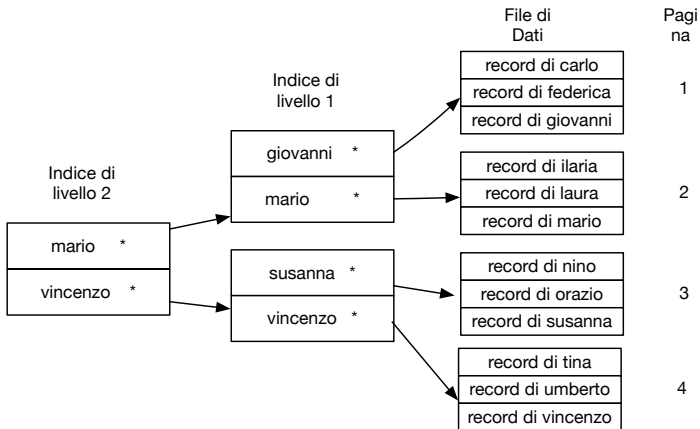 File di
Dati
Pagi
na
Indice di
livello 1
Indice di
livello 2
mario *
vincenzo *
giovanni *
mario *
susanna *
vincenzo *
record di carlo
record di federica
record di giovanni
1
record di ilaria
record di laura
record di mario
2
record di nino
record di orazio
record di susanna
3
record di tina
record di umberto
record di vincenzo
4